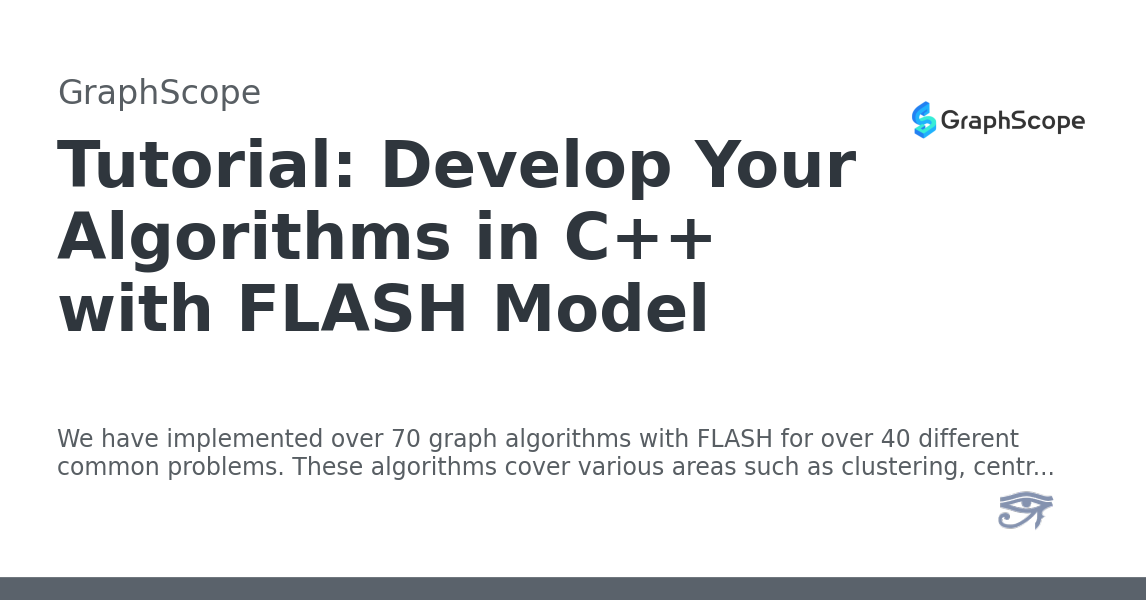 GraphScope
GraphScope
Tutorial: Develop Your
Algorithms in C++
with FLASH Model
We have implemented over 70 graph algorithms with FLASH for over 40 different
common problems. These algorithms cover various areas such as clustering, centr...